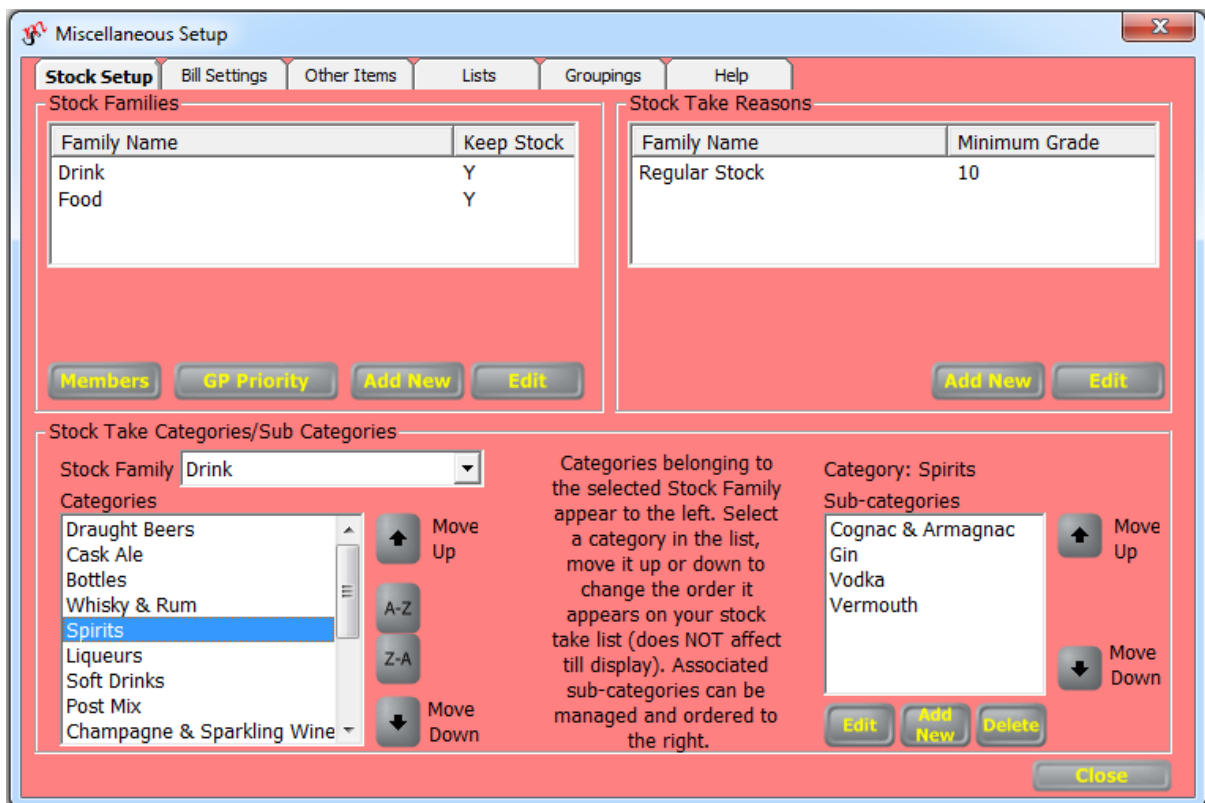 Miscellaneous Setup
Stock Setup
Bill Settings
Other Items
Lists
Groupings
Help
Stock Families
Family Name
Keep Stock
Drink
Y
Food
Y
Members
GP Priority
Add New
Edit
Stock Take Reasons
Family Name
Minimum Grade
Regular Stock
10
Add New
Edit
Stock Take Categories/Sub Categories
Stock Family
Drink
Categories
Draught Beers
Cask Ale
Bottles
Whisky & Rum
Spirits
Liqueurs
Soft Drinks
Post Mix
Champagne & Sparkling Wine
Move
Up
A-Z
Z-A
Move
Down
Categories belonging to
the selected Stock Family
appear to the left. Select
a category in the list,
move it up or down to
change the order it
appears on your stock
take list (does NOT affect
till display). Associated
sub-categories can be
managed and ordered to
the right.
Category: Spirits
Sub-categories
Cognac & Armagnac
Gin
Vodka
Vermouth
Move
Up
Move
Down
Edit
Add
New
Delete
Close